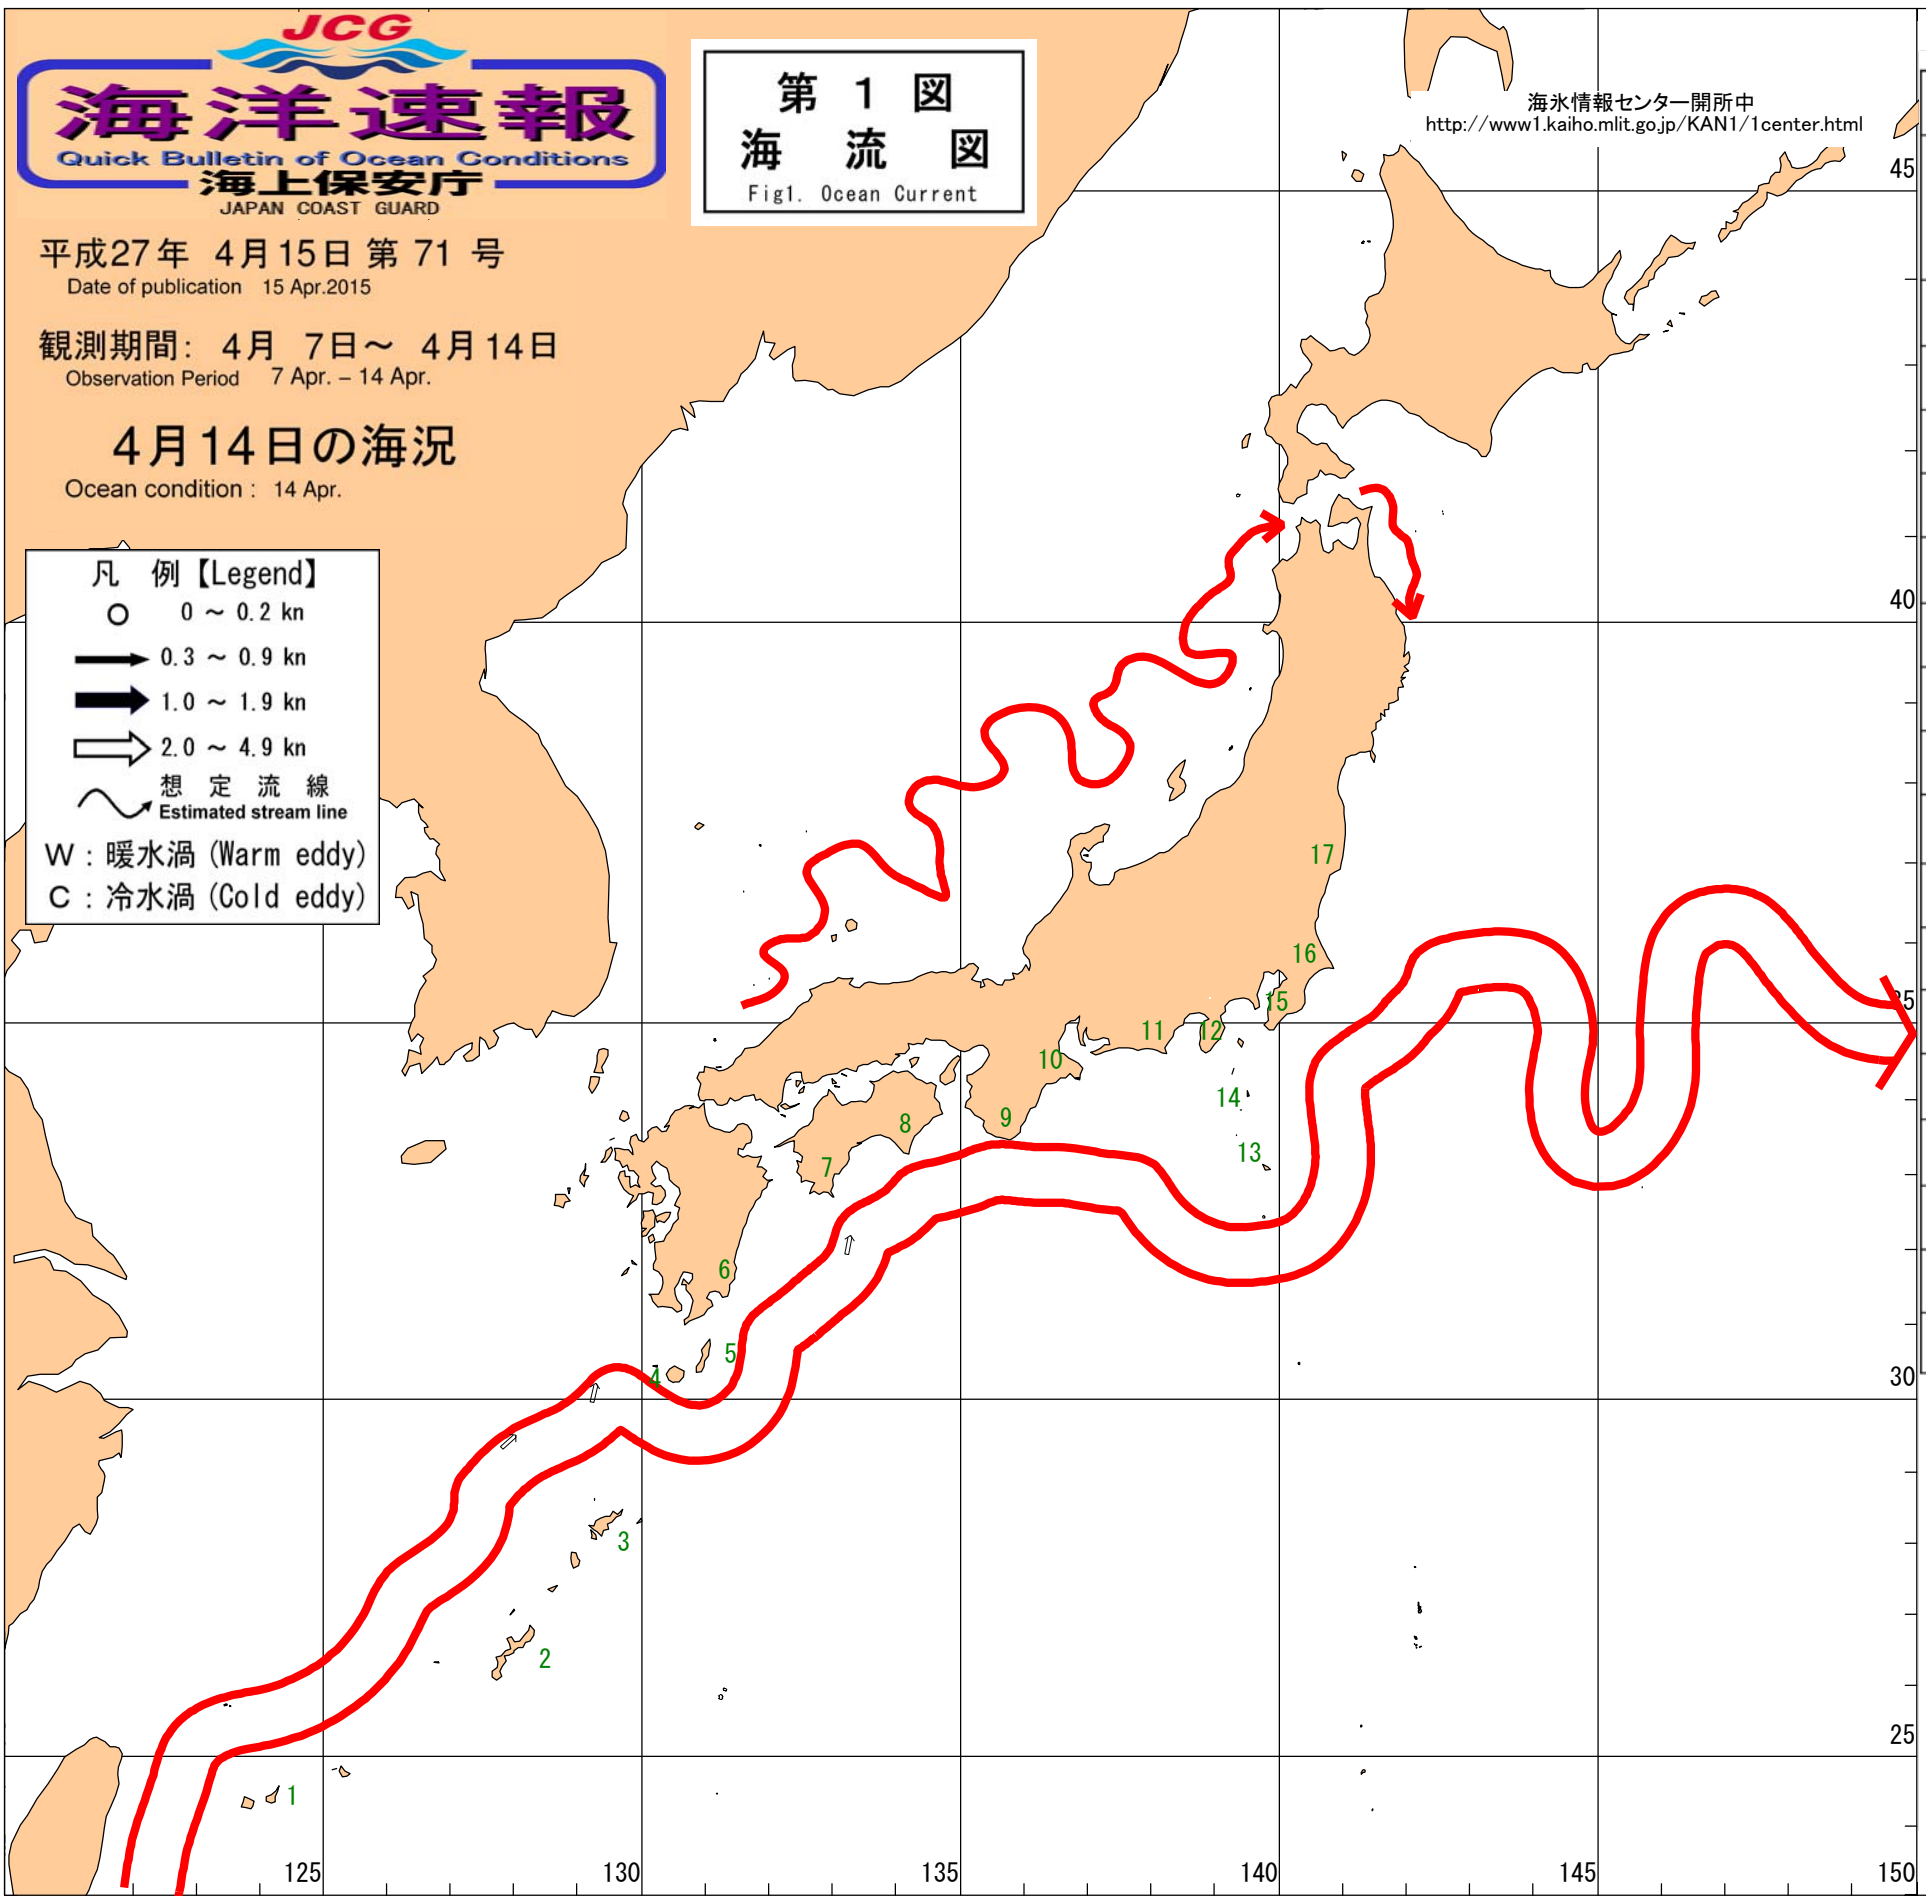 JCG
海洋速報
Quick Bulletin of Ocean Conditions
海上保安庁
JAPAN COAST GUARD
第 1 図
海 流 図
Fig1. Ocean Current
海氷情報センター開所中
http://www1.kaiho.mlit.go.jp/KAN1/1center.html
平成27年 4月15日 第 71 号
Date of publication 15 Apr.2015
観測期間: 4月 7日～ 4月14日
Observation Period 7 Apr. – 14 Apr.
4月14日の海況
Ocean condition : 14 Apr.
凡 例【Legend】
0 ～ 0.2 kn
0.3 ～ 0.9 kn
1.0 ～ 1.9 kn
2.0 ～ 4.9 kn
想 定 流 線
Estimated stream line
W : 暖水渦 (Warm eddy)
C : 冷水渦 (Cold eddy)
45
40
17
16
35
15
12
11
10
14
9
8
13
7
6
5
4
30
3
2
25
1
125
130
135
140
145
150